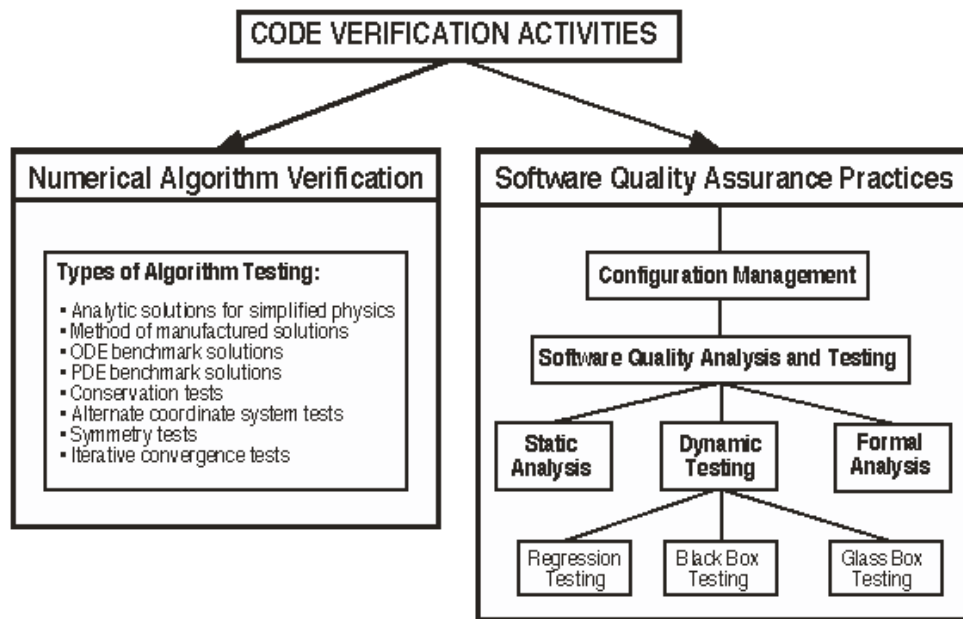 CODE VERIFICATION ACTIVITIES
Numerical Algorithm Verification
Types of Algorithm Testing:
▪ Analytic solutions for simplified physics
▪ Method of manufactured solutions
▪ ODE benchmark solutions
▪ PDE benchmark solutions
▪ Conservation tests
▪ Alternate coordinate system tests
▪ Symmetry tests
▪ Iterative convergence tests
Software Quality Assurance Practices
Configuration Management
Software Quality Analysis and Testing
Static
Analysis
Dynamic
Testing
Formal
Analysis
Regression
Testing
Black Box
Testing
Glass Box
Testing